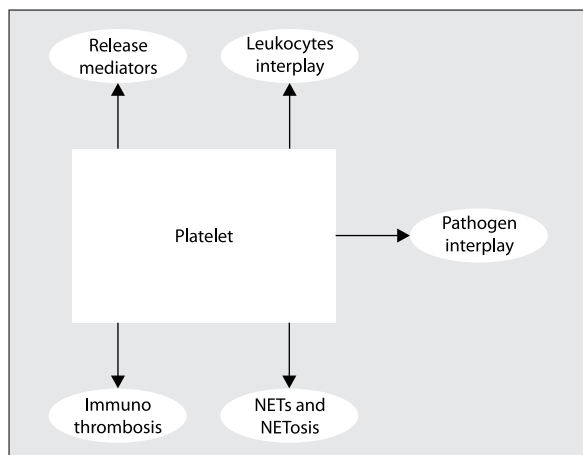 Release
mediators
Leukocytes
interplay
Platelet
Pathogen
interplay
Immuno
thrombosis
NETs and
NETosis